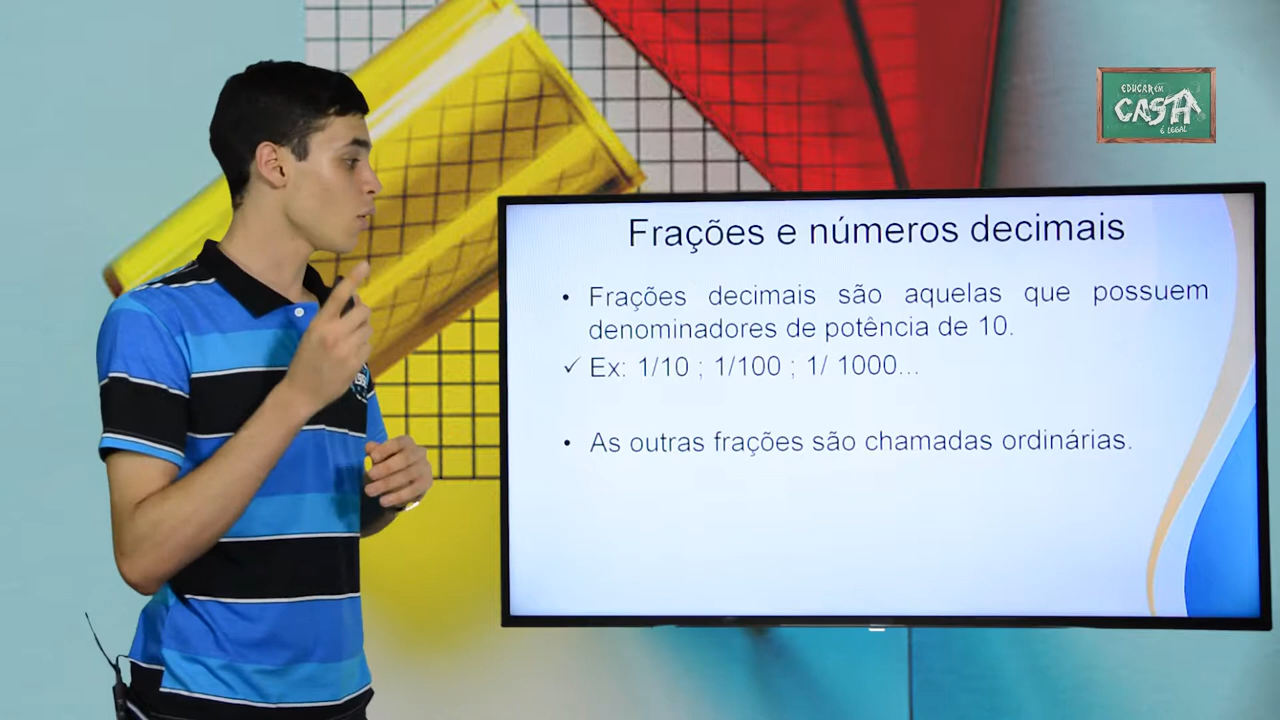 EDUCAR EM
CASA
É LEGAL
Frações e números decimais
• Frações decimais são aquelas que possuem
denominadores de potência de 10.
✓ Ex: 1/10 ; 1/100 ; 1/ 1000...
• As outras frações são chamadas ordinárias.